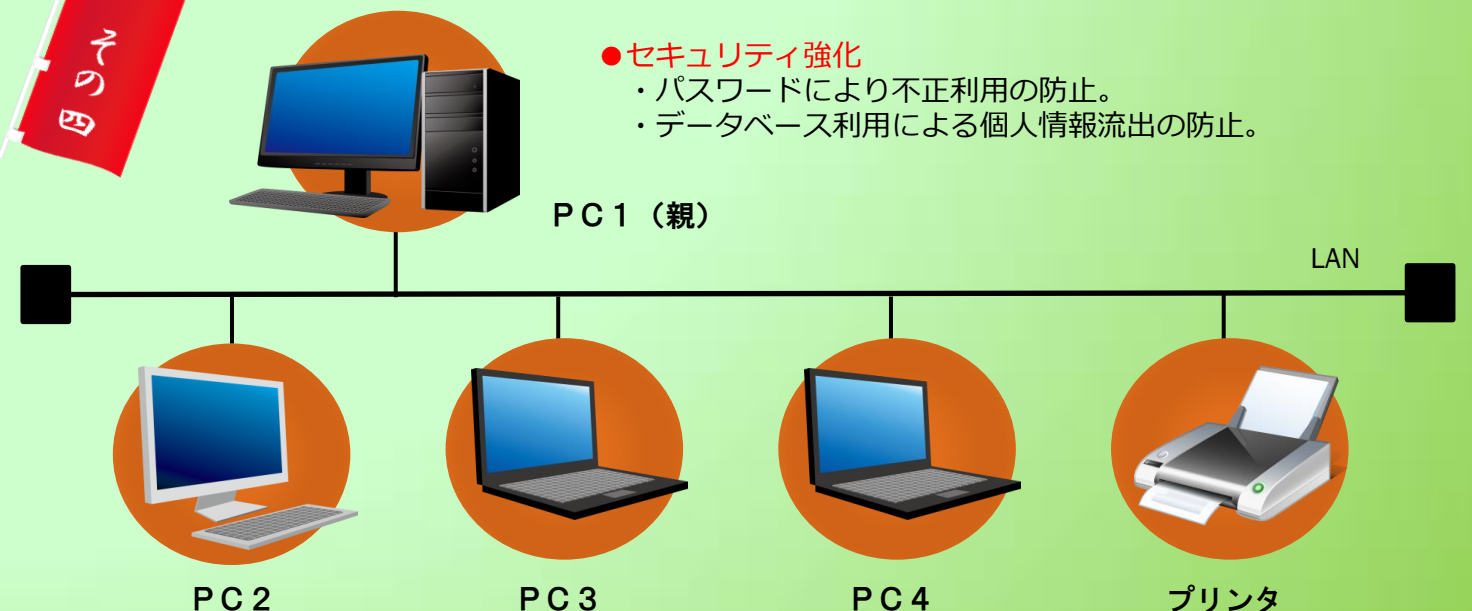 その四
●セキュリティ強化
・パスワードにより不正利用の防止。
・データベース利用による個人情報流出の防止。
ＰＣ１（親）
LAN
ＰＣ２
ＰＣ３
ＰＣ４
プリンタ